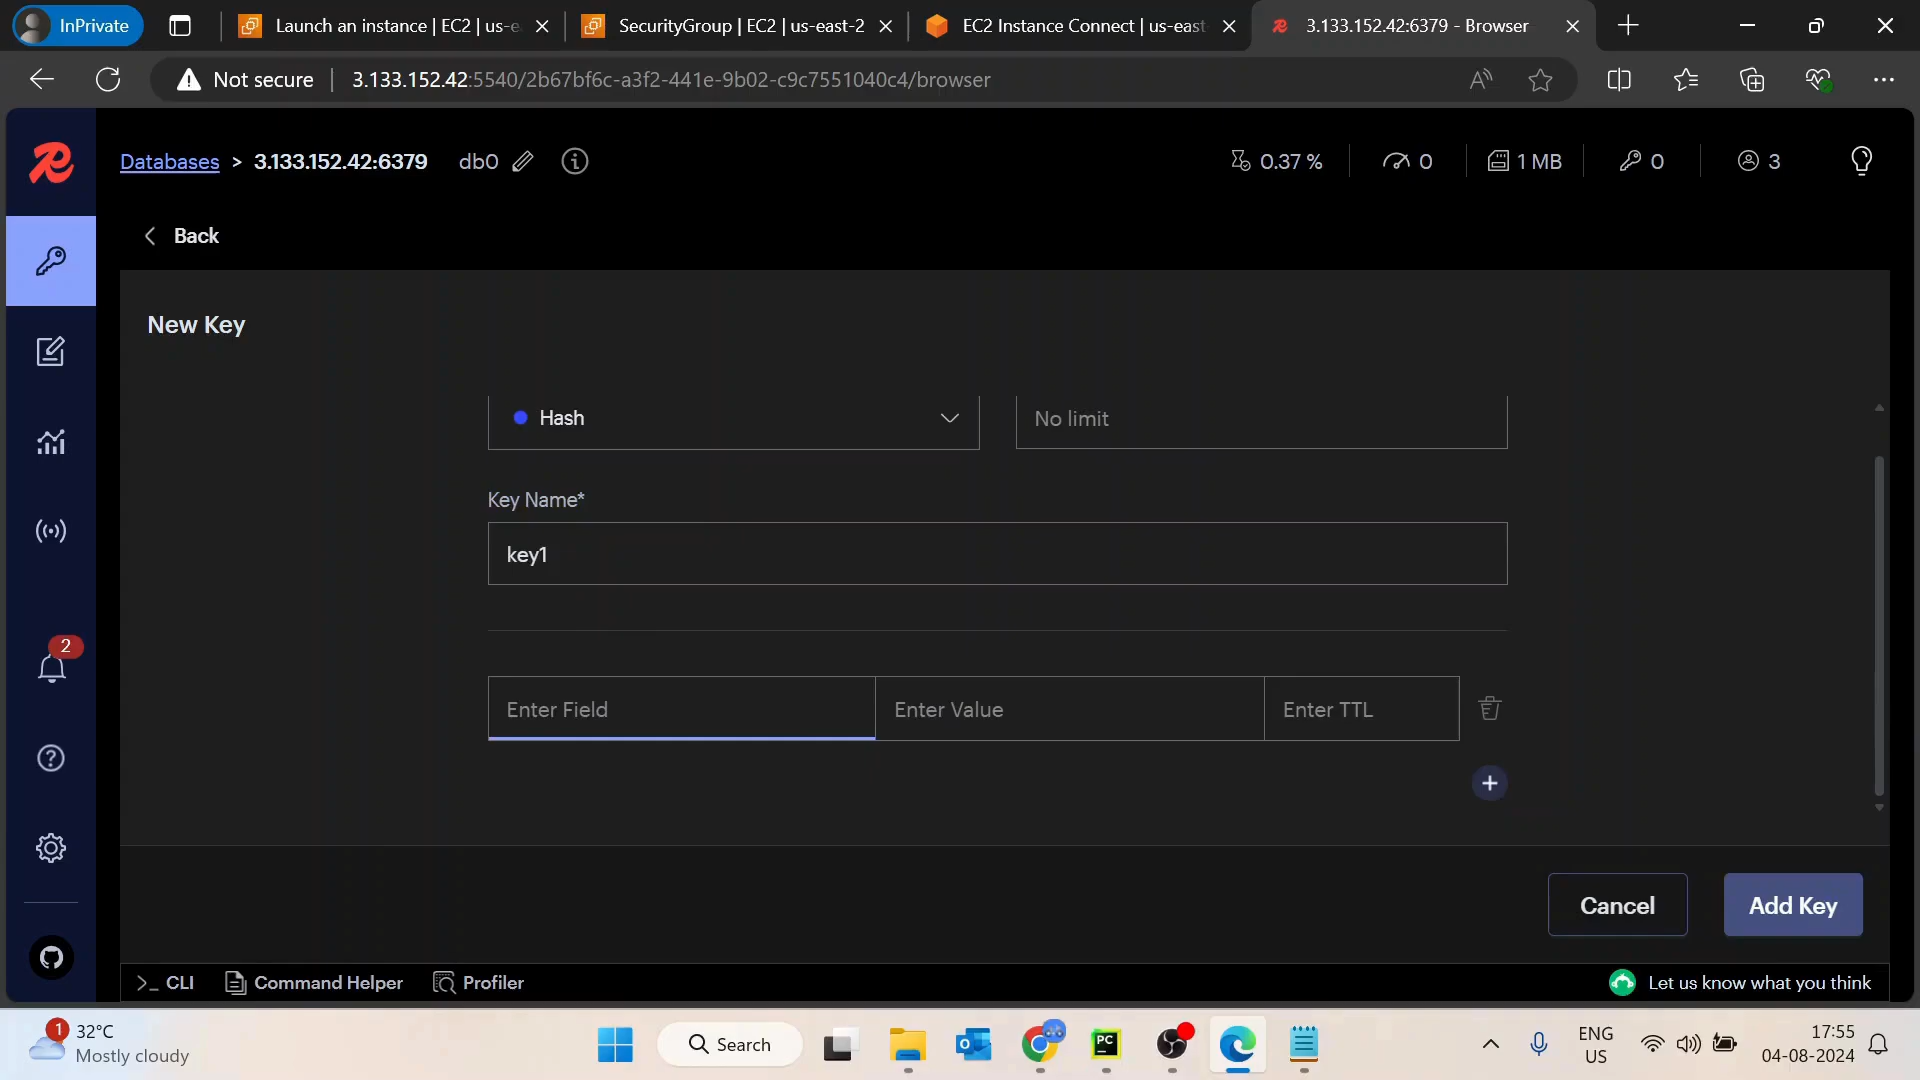 InPrivate
Launch an instance | EC2 | us-e
SecurityGroup | EC2 | us-east-2
EC2 Instance Connect | us-east-
3.133.152.42:6379 - Browser
Not secure
3.133.152.42:5540/2b67bf6c-a3f2-441e-9b02-c9c7551040c4/browser
Databases > 3.133.152.42:6379 db0
0.37 %
0
1 MB
0
3
Back
New Key
Hash
No limit
Key Name*
key1
Enter Field
Enter Value
Enter TTL
2
Cancel
Add Key
>_ CLI
Command Helper
Profiler
Let us know what you think
1
32°C
Mostly cloudy
Search
PC
ENG
US
17:55
04-08-2024